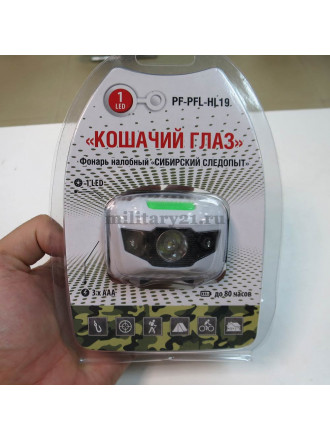 1
LED
PF-PFL-HL19.
«КОШАЧИЙ ГЛАЗ»
Фонарь налобный "СИБИРСКИЙ СЛЕДОПЫТ"
1 LED
military21.ru
3 x AAA
до 80 часов